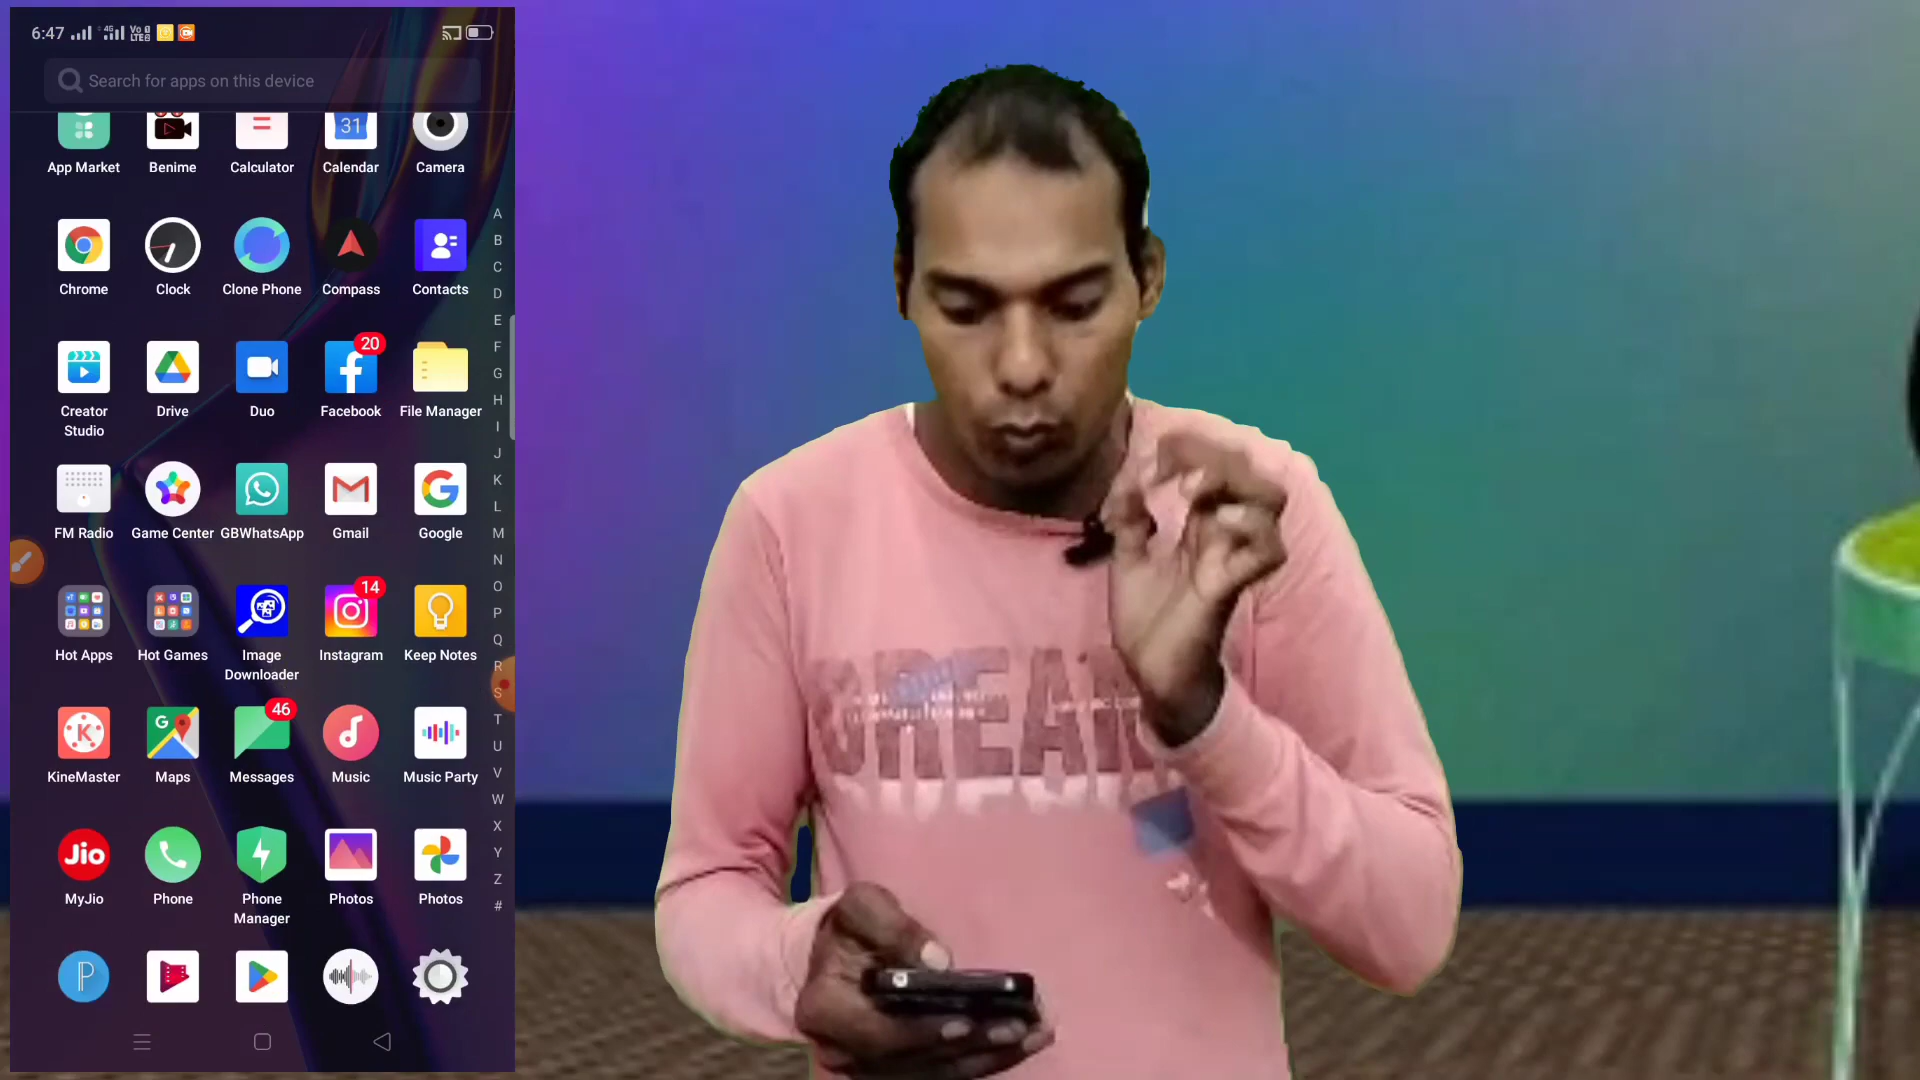 6:47
Search for apps on this device
App Market Benime Calculator Calendar Camera
31
Chrome Clock Clone Phone Compass Contacts
20
Creator Studio Drive Duo Facebook File Manager
FM Radio Game Center GBWhatsApp Gmail Google
14
Hot Apps Hot Games Image Downloader Instagram Keep Notes
46
KineMaster Maps Messages Music Music Party
Jio
MyJio Phone Phone Manager Photos Photos
A
B
C
D
E
F
G
H
I
J
K
L
M
N
O
P
Q
R
S
T
U
V
W
X
Y
Z
#
DREAM